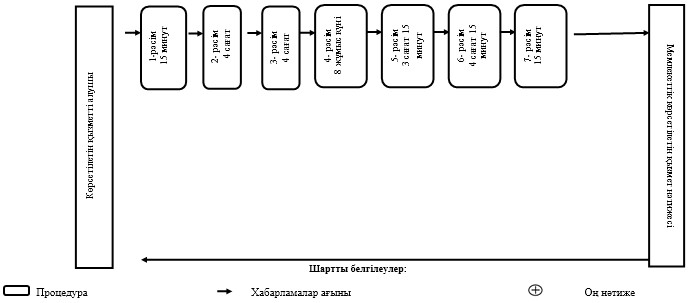 Көрсетілетін қызметті алушы
1-рәсім
15 минут
2- рәсім
4 сағат
3- рәсім
4 сағат
4- рәсім
8 жұмыс күні
5- рәсім
3 сағат 15
минут
6- рәсім
4 сағат 15
минут
7- рәсім
15 минут
Мемлекеттік көрсетілетін қызмет нәтижесі
Шартты белгілеулер:
Процедура
Хабарламалар ағыны
Оң нәтиже